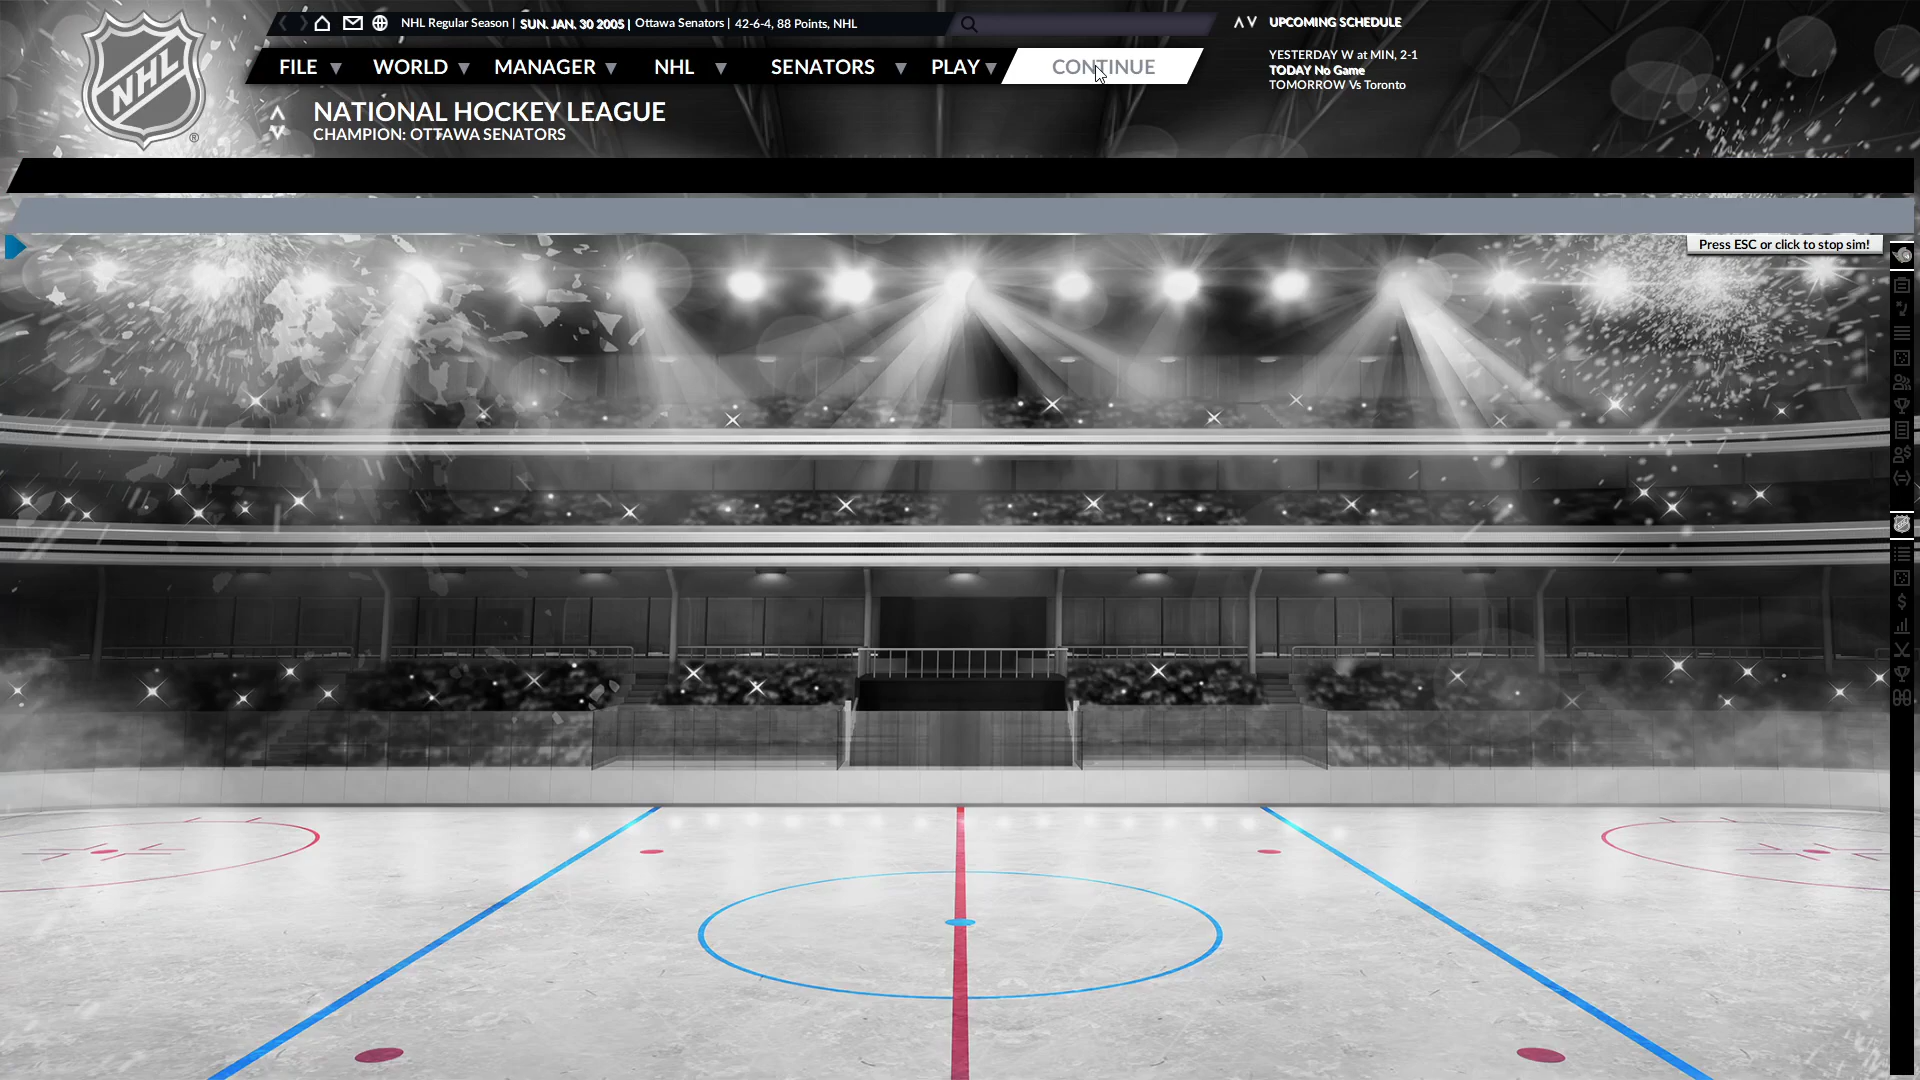 NHL Regular Season | SUN. JAN. 30 2005 | Ottawa Senators | 42-6-4, 88 Points, NHL
UPCOMING SCHEDULE
YESTERDAY W at MIN, 2-1
TODAY No Game
TOMORROW Vs Toronto
FILE WORLD MANAGER NHL SENATORS PLAY CONTINUE
NHL ®
NATIONAL HOCKEY LEAGUE
CHAMPION: OTTAWA SENATORS
Press ESC or click to stop sim!